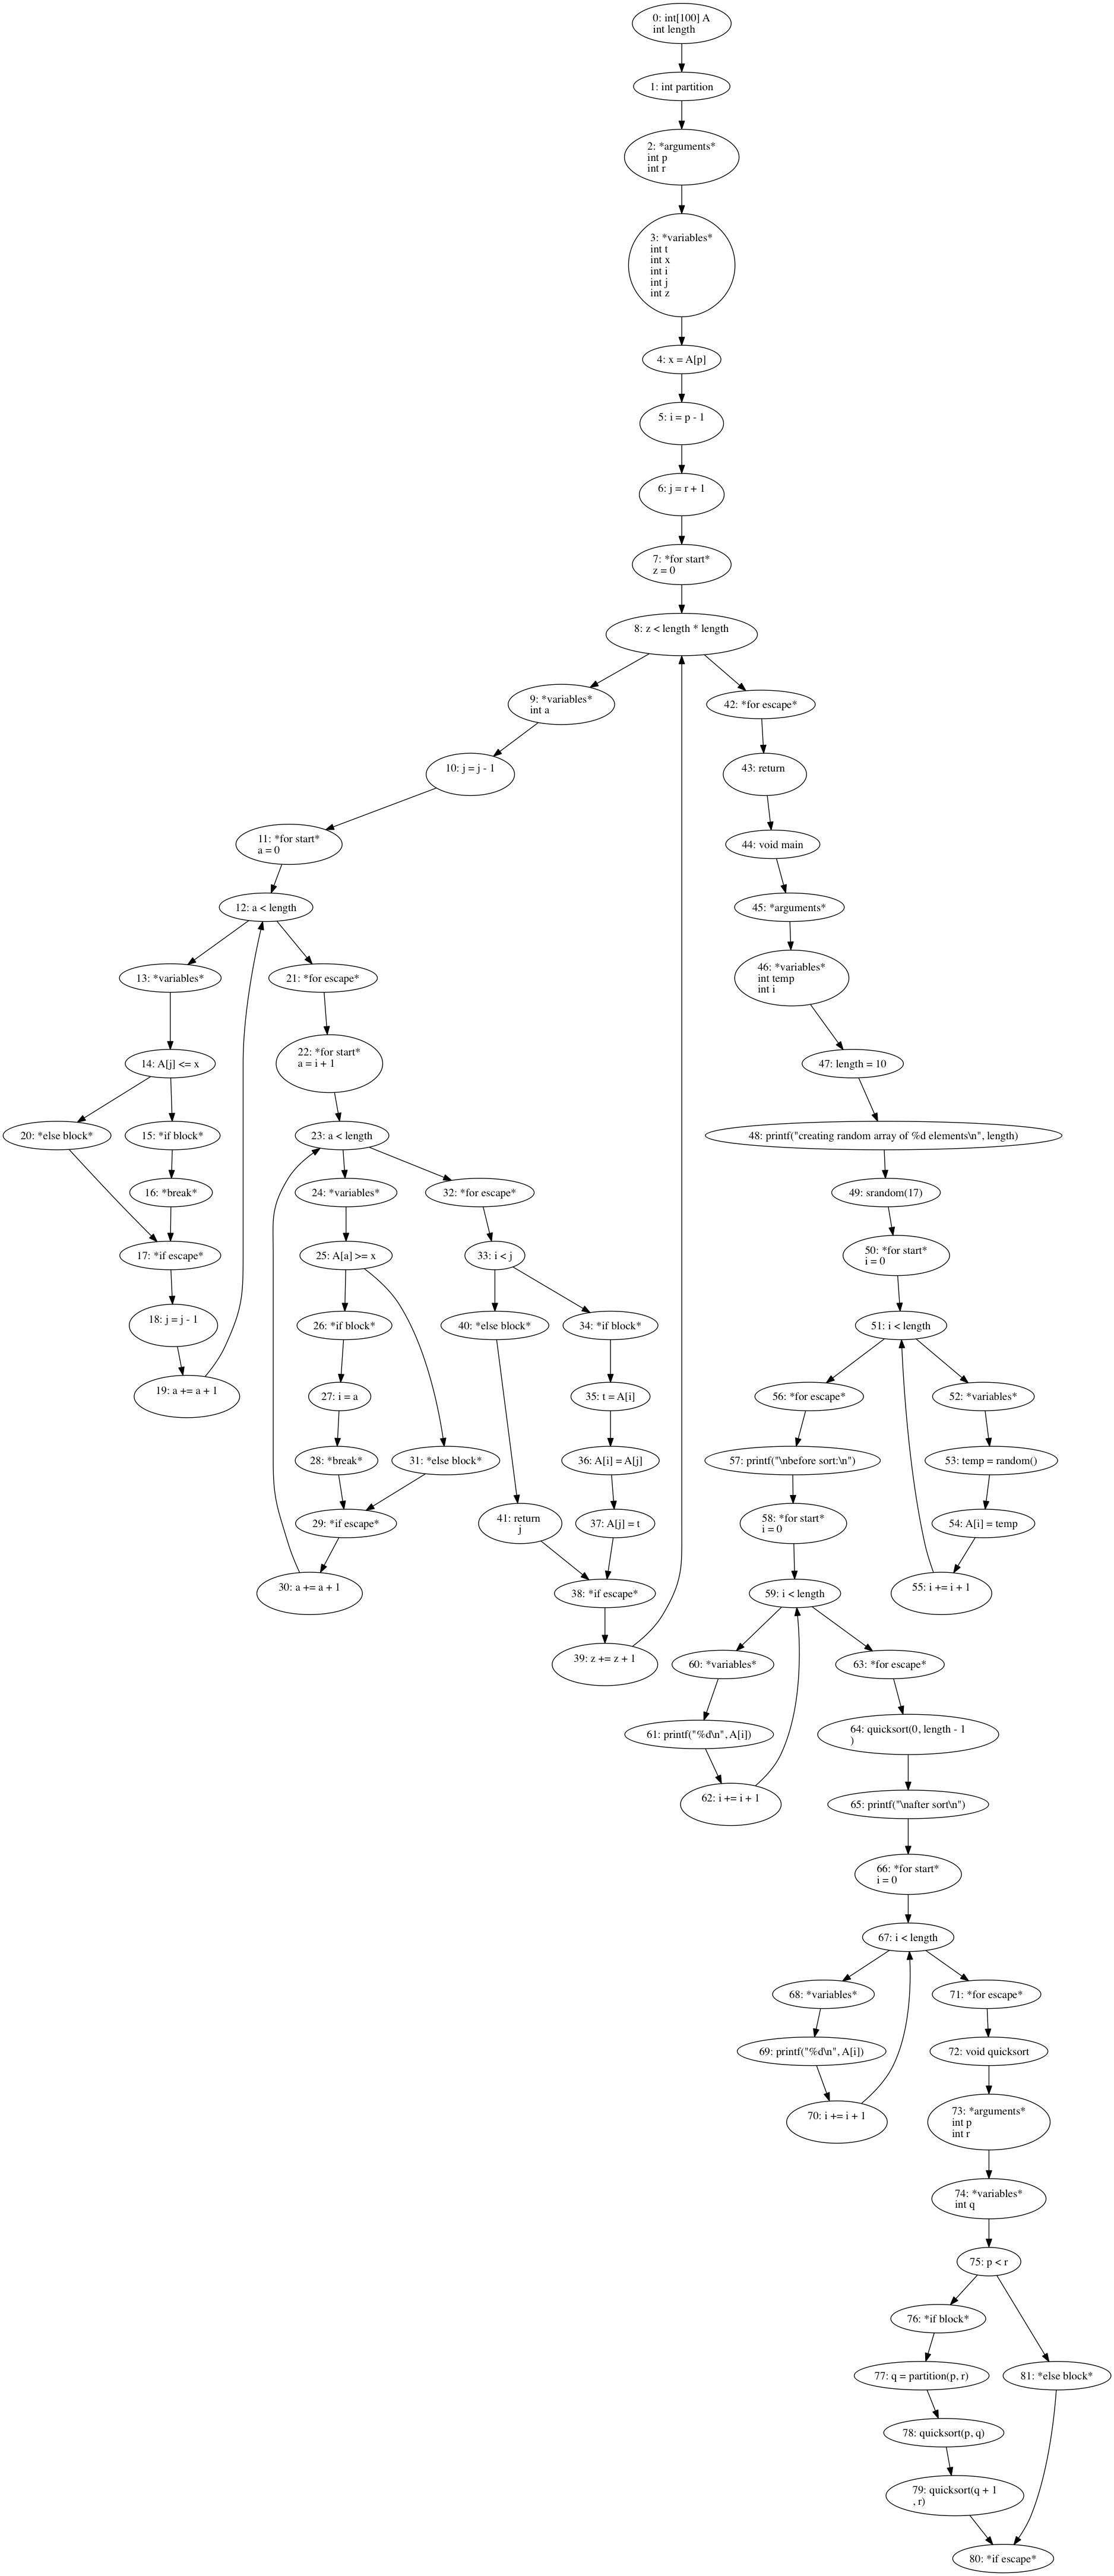 0: int[100] A
int length
1: int partition
2: *arguments*
int p
int r
3: *variables*
int t
int x
int i
int j
int z
4: x = A[p]
5: i = p - 1
6: j = r + 1
7: *for start*
z = 0
8: z < length * length
9: *variables*
int a
42: *for escape*
10: j = j - 1
43: return
11: *for start*
a = 0
44: void main
12: a < length
45: *arguments*
13: *variables*
21: *for escape*
46: *variables*
int temp
int i
14: A[j] <= x
22: *for start*
a = i + 1
47: length = 10
20: *else block*
15: *if block*
23: a < length
48: printf("creating random array of %d elements\n", length)
16: *break*
24: *variables*
32: *for escape*
49: srandom(17)
17: *if escape*
25: A[a] >= x
33: i < j
50: *for start*
i = 0
18: j = j - 1
26: *if block*
40: *else block*
34: *if block*
51: i < length
19: a += a + 1
27: i = a
35: t = A[i]
56: *for escape*
52: *variables*
28: *break*
31: *else block*
36: A[i] = A[j]
57: printf("\nbefore sort:\n")
53: temp = random()
29: *if escape*
41: return
j
37: A[j] = t
58: *for start*
i = 0
54: A[i] = temp
30: a += a + 1
38: *if escape*
59: i < length
55: i += i + 1
39: z += z + 1
60: *variables*
63: *for escape*
61: printf("%d\n", A[i])
64: quicksort(0, length - 1
)
62: i += i + 1
65: printf("\nafter sort\n")
66: *for start*
i = 0
67: i < length
68: *variables*
71: *for escape*
69: printf("%d\n", A[i])
72: void quicksort
70: i += i + 1
73: *arguments*
int p
int r
74: *variables*
int q
75: p < r
76: *if block*
77: q = partition(p, r)
81: *else block*
78: quicksort(p, q)
79: quicksort(q + 1
, r)
80: *if escape*